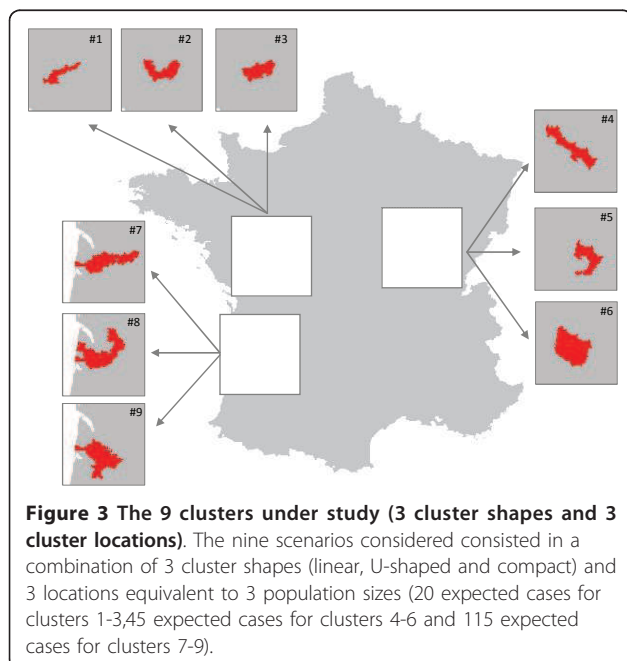 #1
#2
#3
#4
#5
#6
#7
#8
#9
Figure 3 The 9 clusters under study (3 cluster shapes and 3
cluster locations). The nine scenarios considered consisted in a
combination of 3 cluster shapes (linear, U-shaped and compact) and
3 locations equivalent to 3 population sizes (20 expected cases for
clusters 1-3,45 expected cases for clusters 4-6 and 115 expected
cases for clusters 7-9).